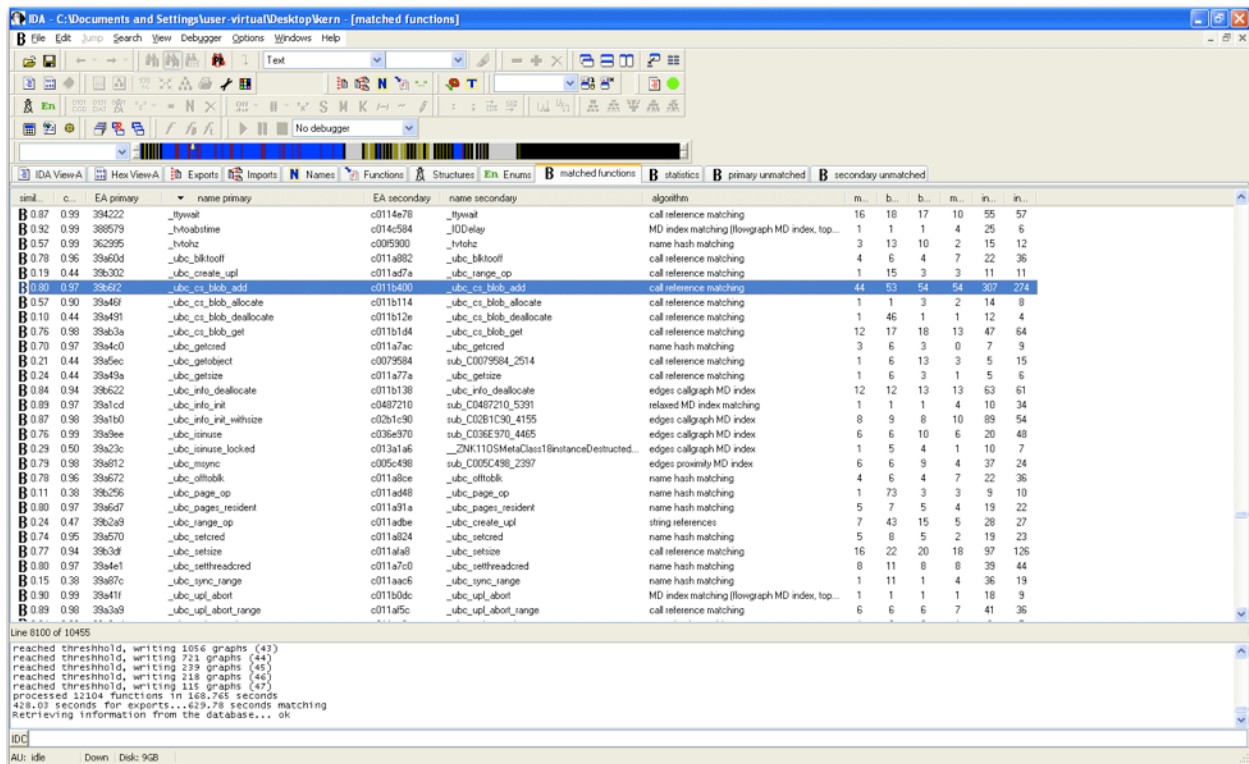 IDA - C:\Documents and Settings\user-virtual\Desktop\kern - [matched functions]
File Edit Jump Search View Debugger Options Windows Help
Text
En
No debugger
IDA View-A Hex View-A Exports Imports N Names Functions Structures En Enums B matched functions B statistics B primary unmatched B secondary unmatched
simil... c... EA primary name primary EA secondary name secondary algorithm m... b... b... m... in... in...
B 0.87 0.99 394222 _ttywait c0114e78 _ttywait call reference matching 16 18 17 10 55 57
B 0.92 0.99 388579 _tvtoabstime c014c584 _IODelay MD index matching (flowgraph MD index, top... 1 1 1 4 25 6
B 0.57 0.99 362995 _tvtohz c00f5900 _tvtohz name hash matching 3 13 10 2 15 12
B 0.78 0.96 39a60d _ubc_blktooff c011a882 _ubc_blktooff call reference matching 4 6 4 7 22 36
B 0.19 0.44 39b302 _ubc_create_upl c011ad7a _ubc_range_op call reference matching 1 15 3 3 11 11
B 0.80 0.97 39b6f2 _ubc_cs_blob_add c011b400 _ubc_cs_blob_add call reference matching 44 53 54 54 307 274
B 0.57 0.90 39a46f _ubc_cs_blob_allocate c011b114 _ubc_cs_blob_allocate call reference matching 1 1 3 2 14 8
B 0.10 0.44 39a491 _ubc_cs_blob_deallocate c011b12e _ubc_cs_blob_deallocate call reference matching 1 46 1 1 12 4
B 0.76 0.98 39ab3a _ubc_cs_blob_get c011b1d4 _ubc_cs_blob_get call reference matching 12 17 18 13 47 64
B 0.70 0.97 39a4c0 _ubc_getcred c011a7ac _ubc_getcred name hash matching 3 6 3 0 7 9
B 0.21 0.44 39a5ec _ubc_getobject c0079584 sub_C0079584_2514 call reference matching 1 6 13 3 5 15
B 0.24 0.44 39a49a _ubc_getsize c011a77a _ubc_getsize call reference matching 1 6 3 1 5 6
B 0.84 0.94 39b622 _ubc_info_deallocate c011b138 _ubc_info_deallocate edges callgraph MD index 12 12 13 13 63 61
B 0.89 0.97 39a1cd _ubc_info_init c0487210 sub_C0487210_5391 relaxed MD index matching 1 1 1 4 10 34
B 0.87 0.98 39a1b0 _ubc_info_init_withsize c02b1c90 sub_C02B1C90_4155 edges callgraph MD index 8 9 8 10 89 54
B 0.76 0.99 39a9ee _ubc_isinuse c036e970 sub_C036E970_4465 edges callgraph MD index 6 6 10 6 20 48
B 0.29 0.50 39a23c _ubc_isinuse_locked c013a1a6 __ZNK11OSMetaClass18instanceDestructed... edges callgraph MD index 1 5 4 1 10 7
B 0.79 0.98 39a812 _ubc_msync c005c498 sub_C005C498_2397 edges proximity MD index 6 6 9 4 37 24
B 0.78 0.96 39a672 _ubc_offtoblk c011a8ce _ubc_offtoblk name hash matching 4 6 4 7 22 36
B 0.11 0.38 39b256 _ubc_page_op c011ad48 _ubc_page_op name hash matching 1 73 3 3 9 10
B 0.80 0.97 39a6d7 _ubc_pages_resident c011a91a _ubc_pages_resident name hash matching 5 7 5 4 19 22
B 0.24 0.47 39b2a9 _ubc_range_op c011adbe _ubc_create_upl string references 7 43 15 5 28 27
B 0.74 0.95 39a570 _ubc_setcred c011a824 _ubc_setcred name hash matching 5 8 5 2 19 23
B 0.77 0.94 39b3df _ubc_setsize c011afa8 _ubc_setsize call reference matching 16 22 20 18 97 126
B 0.80 0.97 39a4e1 _ubc_setthreadcred c011a7c0 _ubc_setthreadcred name hash matching 8 11 8 8 39 44
B 0.15 0.38 39a87c _ubc_sync_range c011aac6 _ubc_sync_range name hash matching 1 11 1 4 36 19
B 0.90 0.99 39a41f _ubc_upl_abort c011b0dc _ubc_upl_abort MD index matching (flowgraph MD index, top... 1 1 1 1 18 9
B 0.89 0.98 39a3a9 _ubc_upl_abort_range c011af5c _ubc_upl_abort_range call reference matching 6 6 6 7 41 36
Line 8100 of 10455
reached threshhold, writing 1056 graphs (43)
reached threshhold, writing 721 graphs (44)
reached threshhold, writing 239 graphs (45)
reached threshhold, writing 218 graphs (46)
reached threshhold, writing 115 graphs (47)
processed 12104 functions in 168.765 seconds
428.03 seconds for exports...629.78 seconds matching
Retrieving information from the database... ok
IDC
AU: idle Down Disk: 9GB